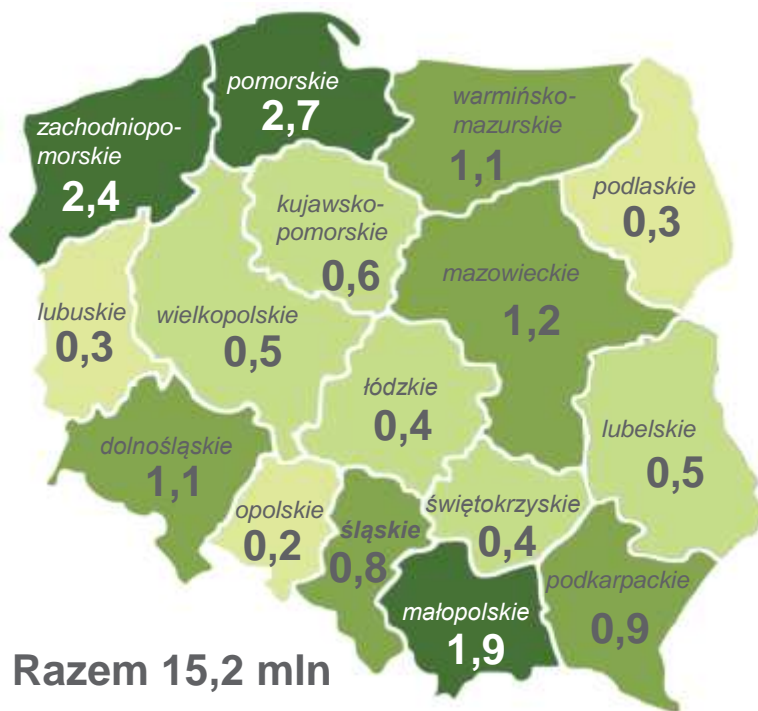 pomorskie
2,7
zachodniopo-
morskie
2,4
warmińsko-
mazurskie
1,1
podlaskie
0,3
kujawsko-
pomorskie
0,6
mazowieckie
1,2
lubuskie
0,3
wielkopolskie
0,5
łódzkie
0,4
lubelskie
0,5
dolnośląskie
1,1
opolskie
0,2
śląskie
0,8
świętokrzyskie
0,4
małopolskie
1,9
podkarpackie
0,9
Razem 15,2 mln